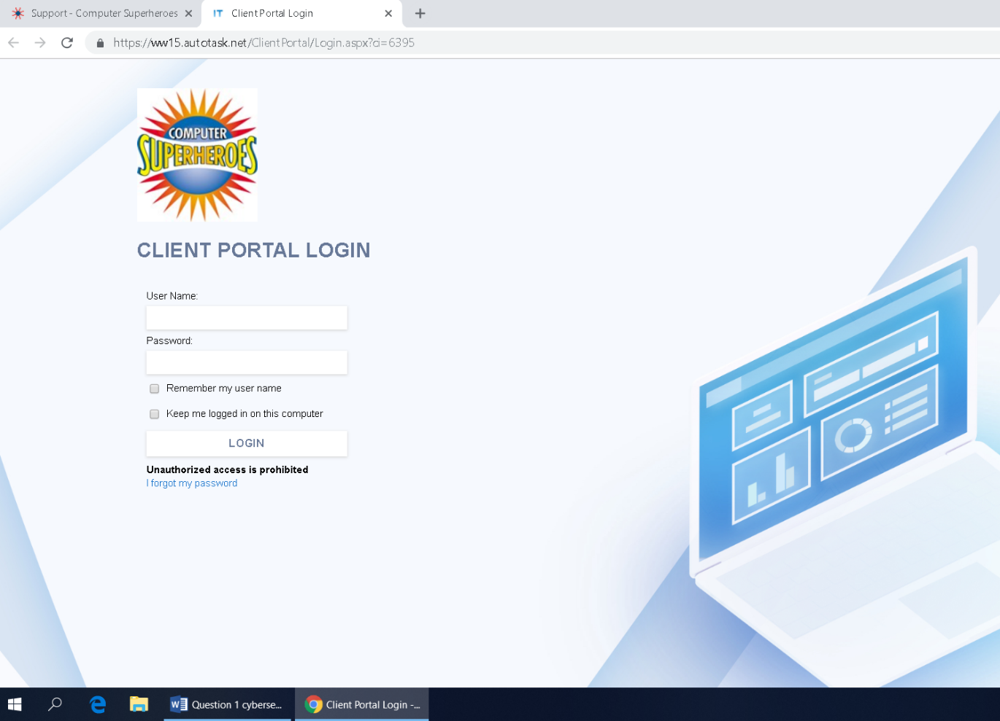 Support - Computer Superheroes
IT Client Portal Login
https://ww15.autotask.net/ClientPortal/Login.aspx?ci=6395
COMPUTER
SUPERHEROES
CLIENT PORTAL LOGIN
User Name:
Password:
Remember my user name
Keep me logged in on this computer
LOGIN
Unauthorized access is prohibited
I forgot my password
Question 1 cyberse...
Client Portal Login -...